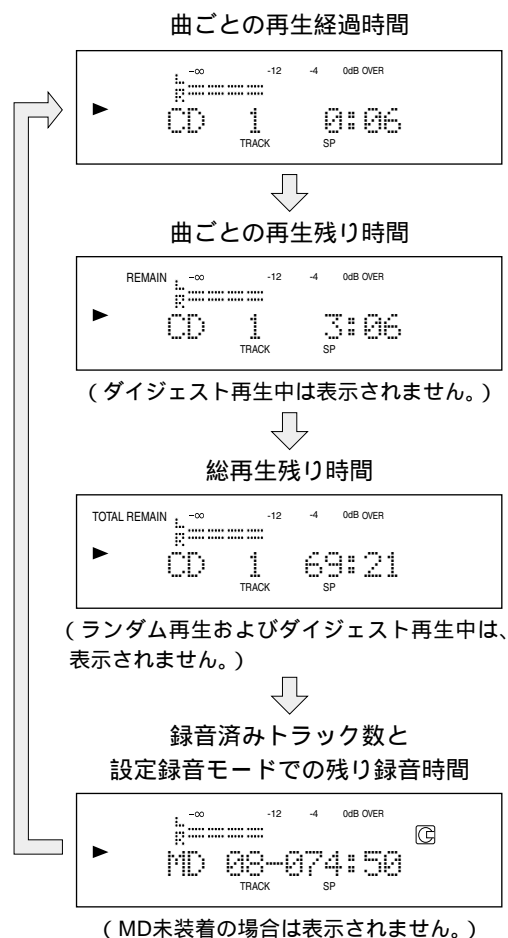 曲ごとの再生経過時間
-∞ -12 -4 0dB OVER
L
R
CD 1 0:06
TRACK SP
曲ごとの再生残り時間
REMAIN -∞ -12 -4 0dB OVER
L
R
CD 1 3:06
TRACK SP
(ダイジェスト再生中は表示されません。)
総再生残り時間
TOTAL REMAIN -∞ -12 -4 0dB OVER
L
R
CD 1 69:21
TRACK SP
(ランダム再生およびダイジェスト再生中は、
表示されません。)
録音済みトラック数と
設定録音モードでの残り録音時間
-∞ -12 -4 0dB OVER
L
R
MD 08-074:50
TRACK SP
(MD未装着の場合は表示されません。)